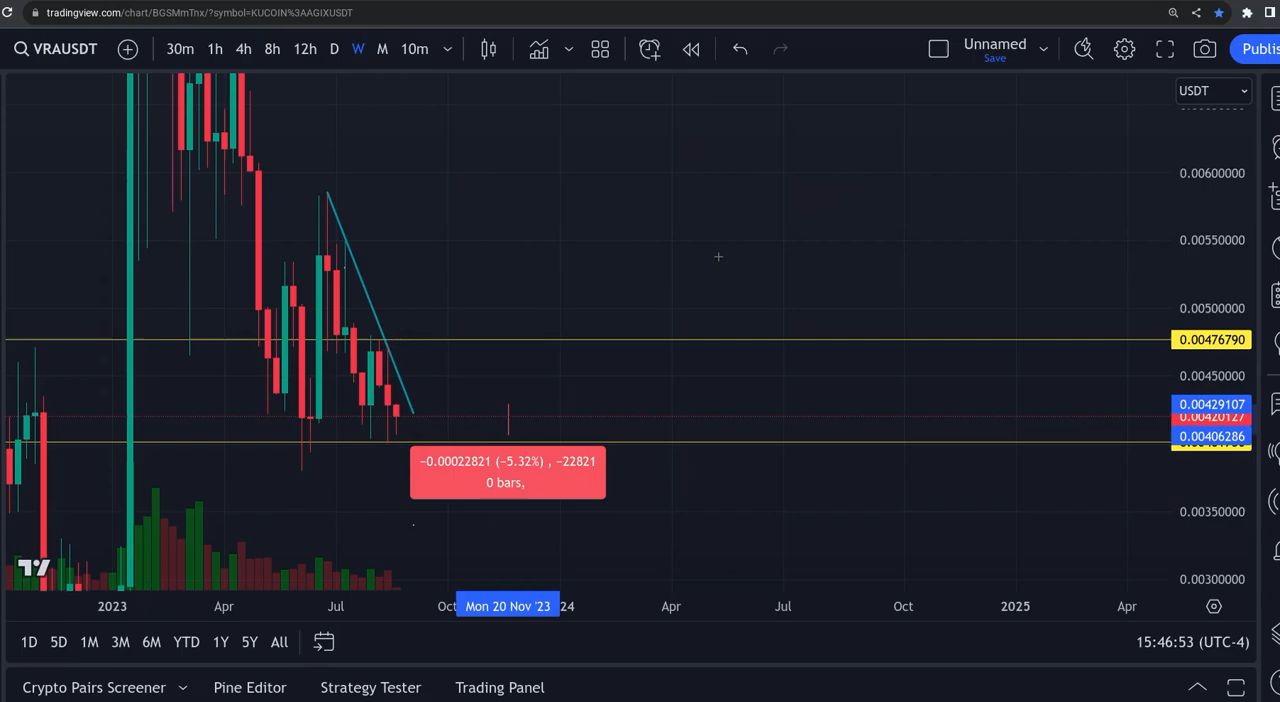 tradingview.com/chart/BGSMmTnx/?symbol=KUCOIN%3AAGIXUSDT
VRAUSDT 30m 1h 4h 8h 12h D W M 10m Unnamed Save Publis
USDT
0.00600000
0.00550000
0.00500000
0.00476790
0.00450000
0.00429107
0.00420127
0.00406286
−0.00022821 (−5.32%) , −22821
0 bars,
0.00350000
0.00300000
2023 Apr Jul Oct Mon 20 Nov '23 24 Apr Jul Oct 2025 Apr
1D 5D 1M 3M 6M YTD 1Y 5Y All 15:46:53 (UTC-4)
Crypto Pairs Screener Pine Editor Strategy Tester Trading Panel